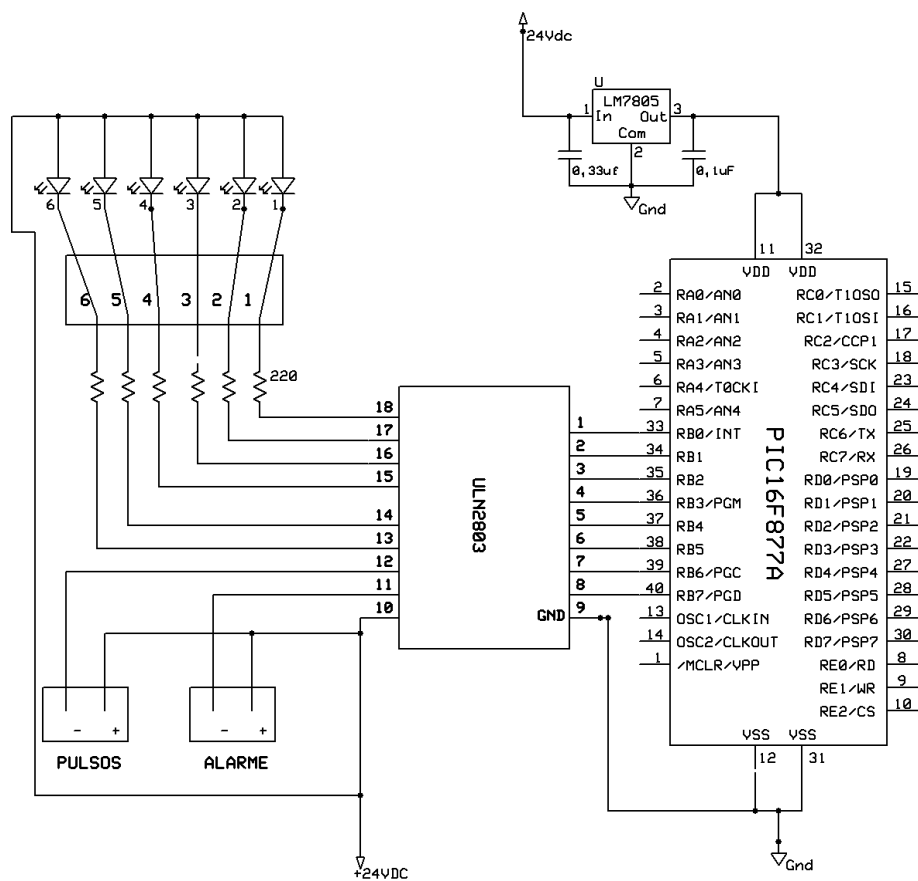 24Vdc
U
LM7805
1 In Out 3
Com
2
0,33uf
0,1uF
Gnd
6 5 4 3 2 1
6 5 4 3 2 1
220
11 32
VDD VDD
2 RA0/AN0 RC0/T1OSO 15
3 RA1/AN1 RC1/T1OSI 16
4 RA2/AN2 RC2/CCP1 17
5 RA3/AN3 RC3/SCK 18
6 RA4/T0CKI RC4/SDI 23
7 RA5/AN4 RC5/SDO 24
33 RB0/INT RC6/TX 25
34 RB1 RC7/RX 26
35 RB2 RD0/PSP0 19
36 RB3/PGM RD1/PSP1 20
37 RB4 RD2/PSP2 21
38 RB5 RD3/PSP3 22
39 RB6/PGC RD4/PSP4 27
40 RB7/PGD RD5/PSP5 28
13 OSC1/CLKIN RD6/PSP6 29
14 OSC2/CLKOUT RD7/PSP7 30
1 /MCLR/VPP RE0/RD 8
RE1/WR 9
RE2/CS 10
VSS VSS
12 31
PIC16F877A
Gnd
18
17
16
15
14
13
12
11
10
ULN2803
1
2
3
4
5
6
7
8
GND 9
- +
PULSOS
- +
ALARME
+24VDC